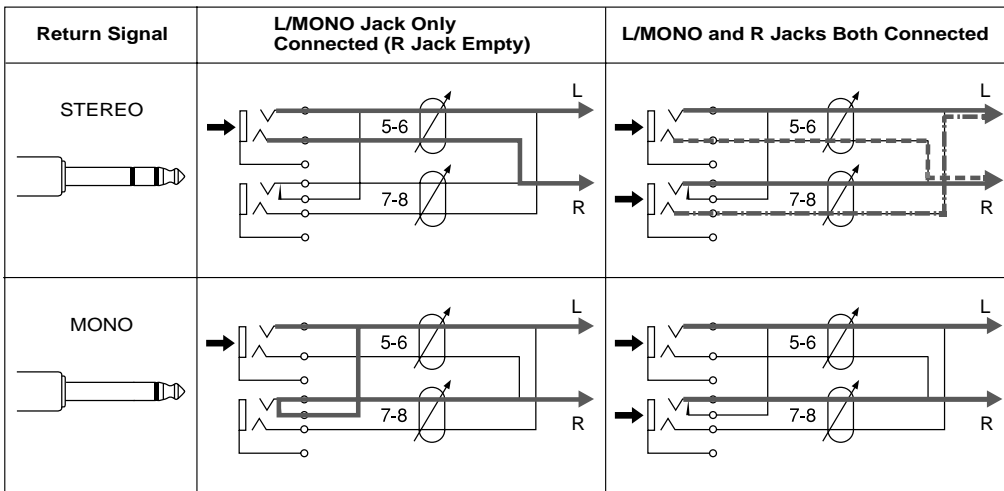 Return Signal
L/MONO Jack Only
Connected (R Jack Empty)
L/MONO and R Jacks Both Connected
STEREO
L
5-6
7-8
R
L
5-6
7-8
R
MONO
L
5-6
7-8
R
L
5-6
7-8
R